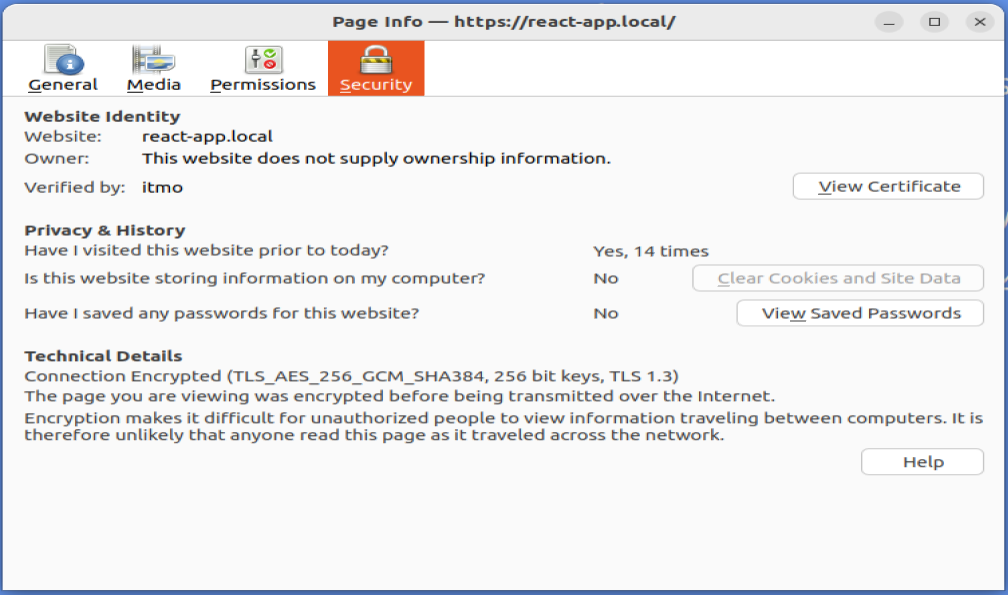 Page Info — https://react-app.local/
General Media Permissions Security
Website Identity
Website: react-app.local
Owner: This website does not supply ownership information.
Verified by: itmo View Certificate
Privacy & History
Have I visited this website prior to today? Yes, 14 times
Is this website storing information on my computer? No Clear Cookies and Site Data
Have I saved any passwords for this website? No View Saved Passwords
Technical Details
Connection Encrypted (TLS_AES_256_GCM_SHA384, 256 bit keys, TLS 1.3)
The page you are viewing was encrypted before being transmitted over the Internet.
Encryption makes it difficult for unauthorized people to view information traveling between computers. It is
therefore unlikely that anyone read this page as it traveled across the network.
Help